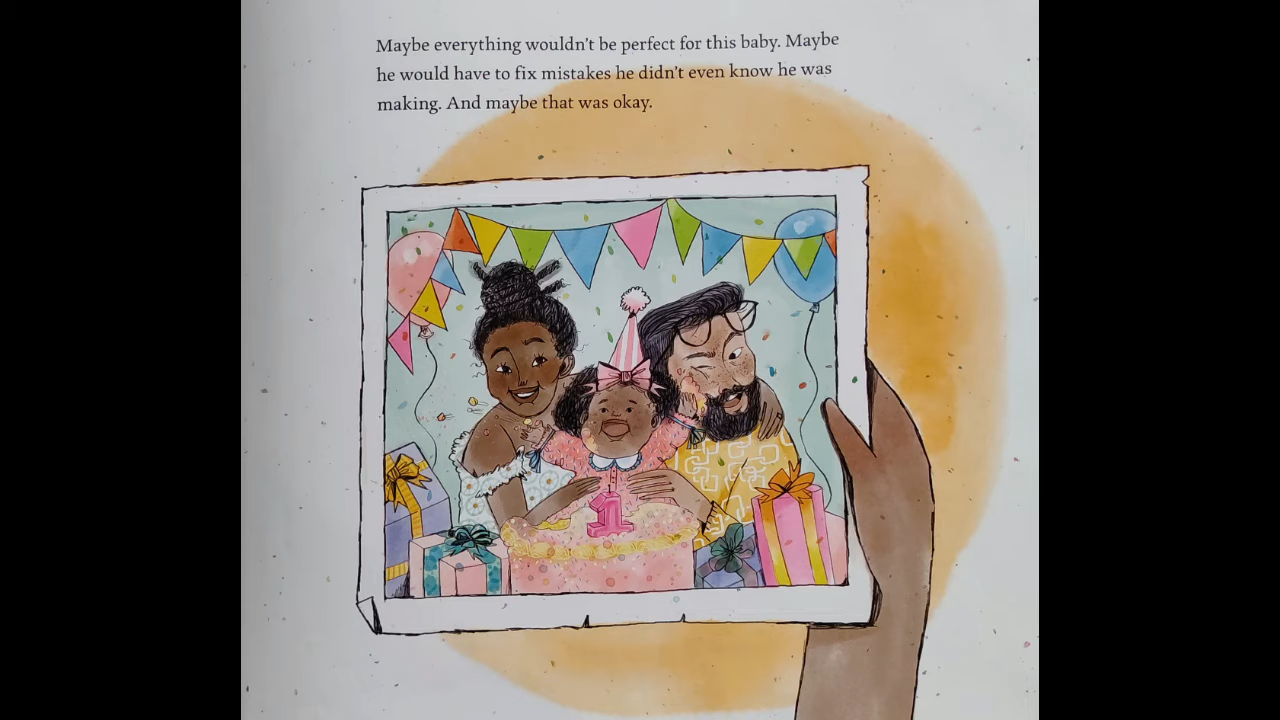 Maybe everything wouldn't be perfect for this baby. Maybe
he would have to fix mistakes he didn't even know he was
making. And maybe that was okay.
1